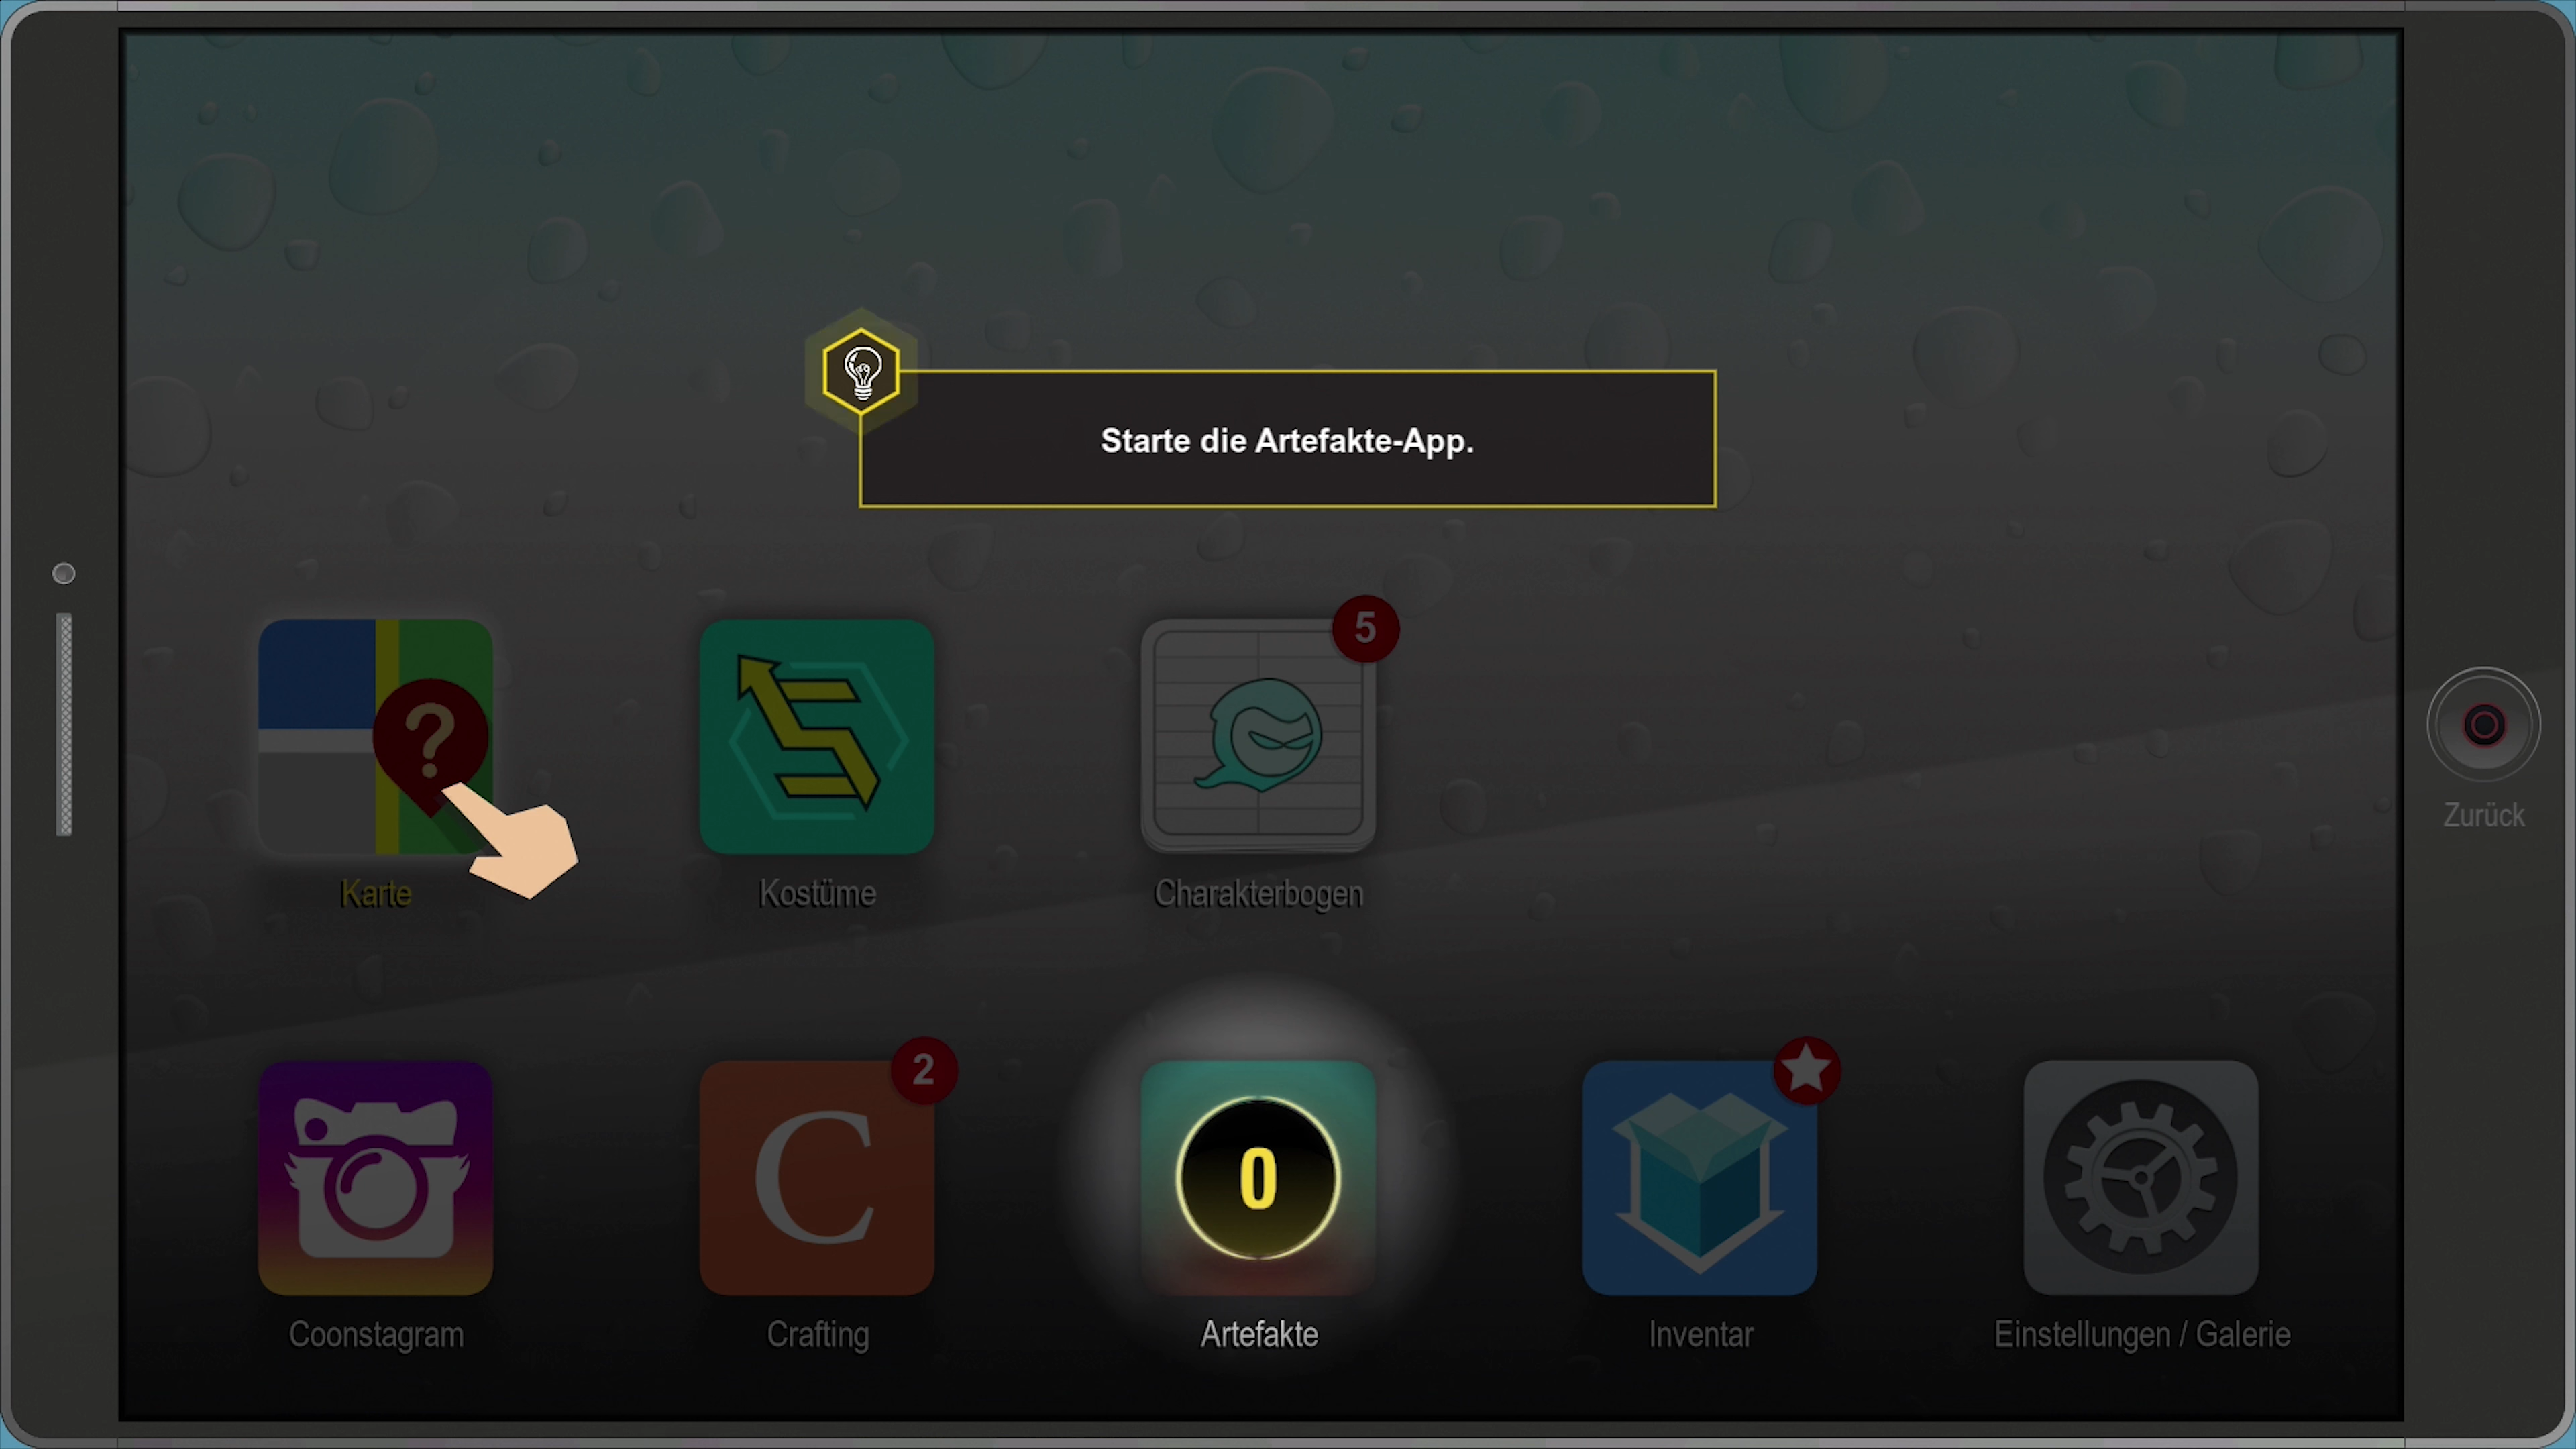 Starte die Artefakte-App.
5
Karte
Kostüme
Charakterbogen
Zurück
2
C
0
Coonstagram
Crafting
Artefakte
Inventar
Einstellungen / Galerie